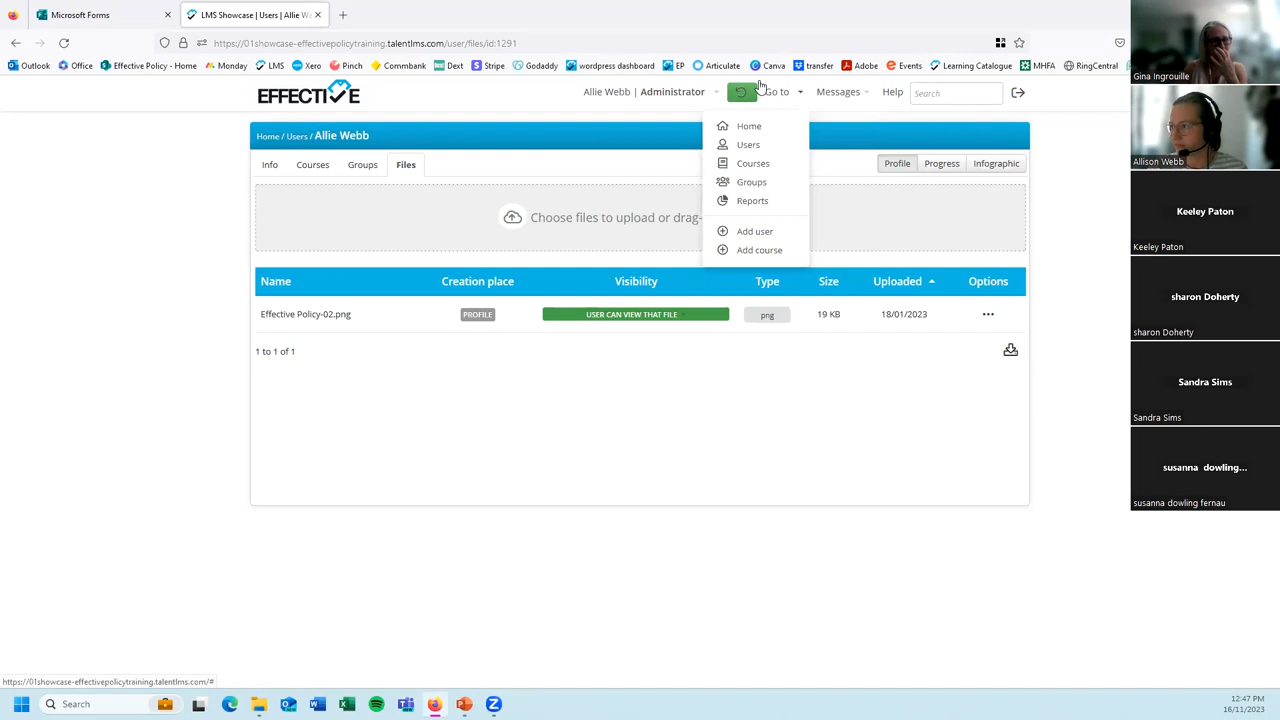 Microsoft Forms
LMS Showcase | Users | Allie W
https://01showcase-effectivepolicytraining.talentlms.com/user/files/id:1291
Outlook Office Effective Policy - Home Monday LMS Xero Pinch Commbank Dext Stripe Godaddy wordpress dashboard EP Articulate Canva transfer Adobe Events Learning Catalogue MHFA RingCentral
EFFECTIVE
Allie Webb | Administrator Go to Messages Help Search
Home / Users / Allie Webb
Info Courses Groups Files
Profile Progress Infographic
Home
Users
Courses
Groups
Reports
Add user
Add course
Choose files to upload or drag-
Name Creation place Visibility Type Size Uploaded Options
Effective Policy-02.png PROFILE USER CAN VIEW THAT FILE png 19 KB 18/01/2023
1 to 1 of 1
Gina Ingrouille
Allison Webb
Keeley Paton
Keeley Paton
sharon Doherty
sharon Doherty
Sandra Sims
Sandra Sims
susanna dowling...
susanna dowling fernau
https://01showcase-effectivepolicytraining.talentlms.com/#
Search
12:47 PM
16/11/2023